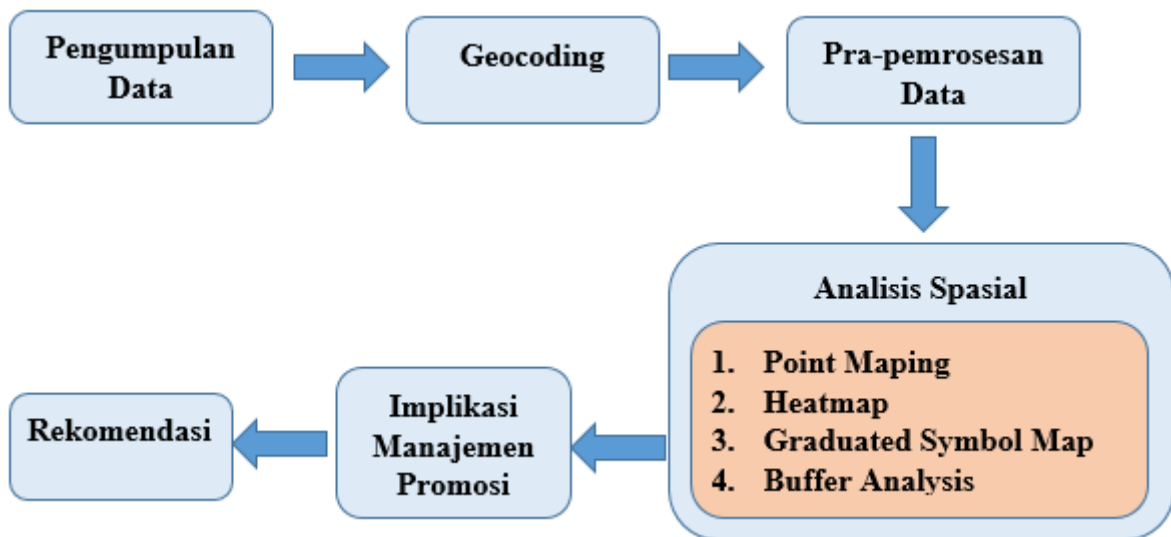 Pengumpulan
Data
Geocoding
Pra-pemrosesan
Data
Analisis Spasial
1. Point Maping
2. Heatmap
3. Graduated Symbol Map
4. Buffer Analysis
Implikasi
Manajemen
Promosi
Rekomendasi